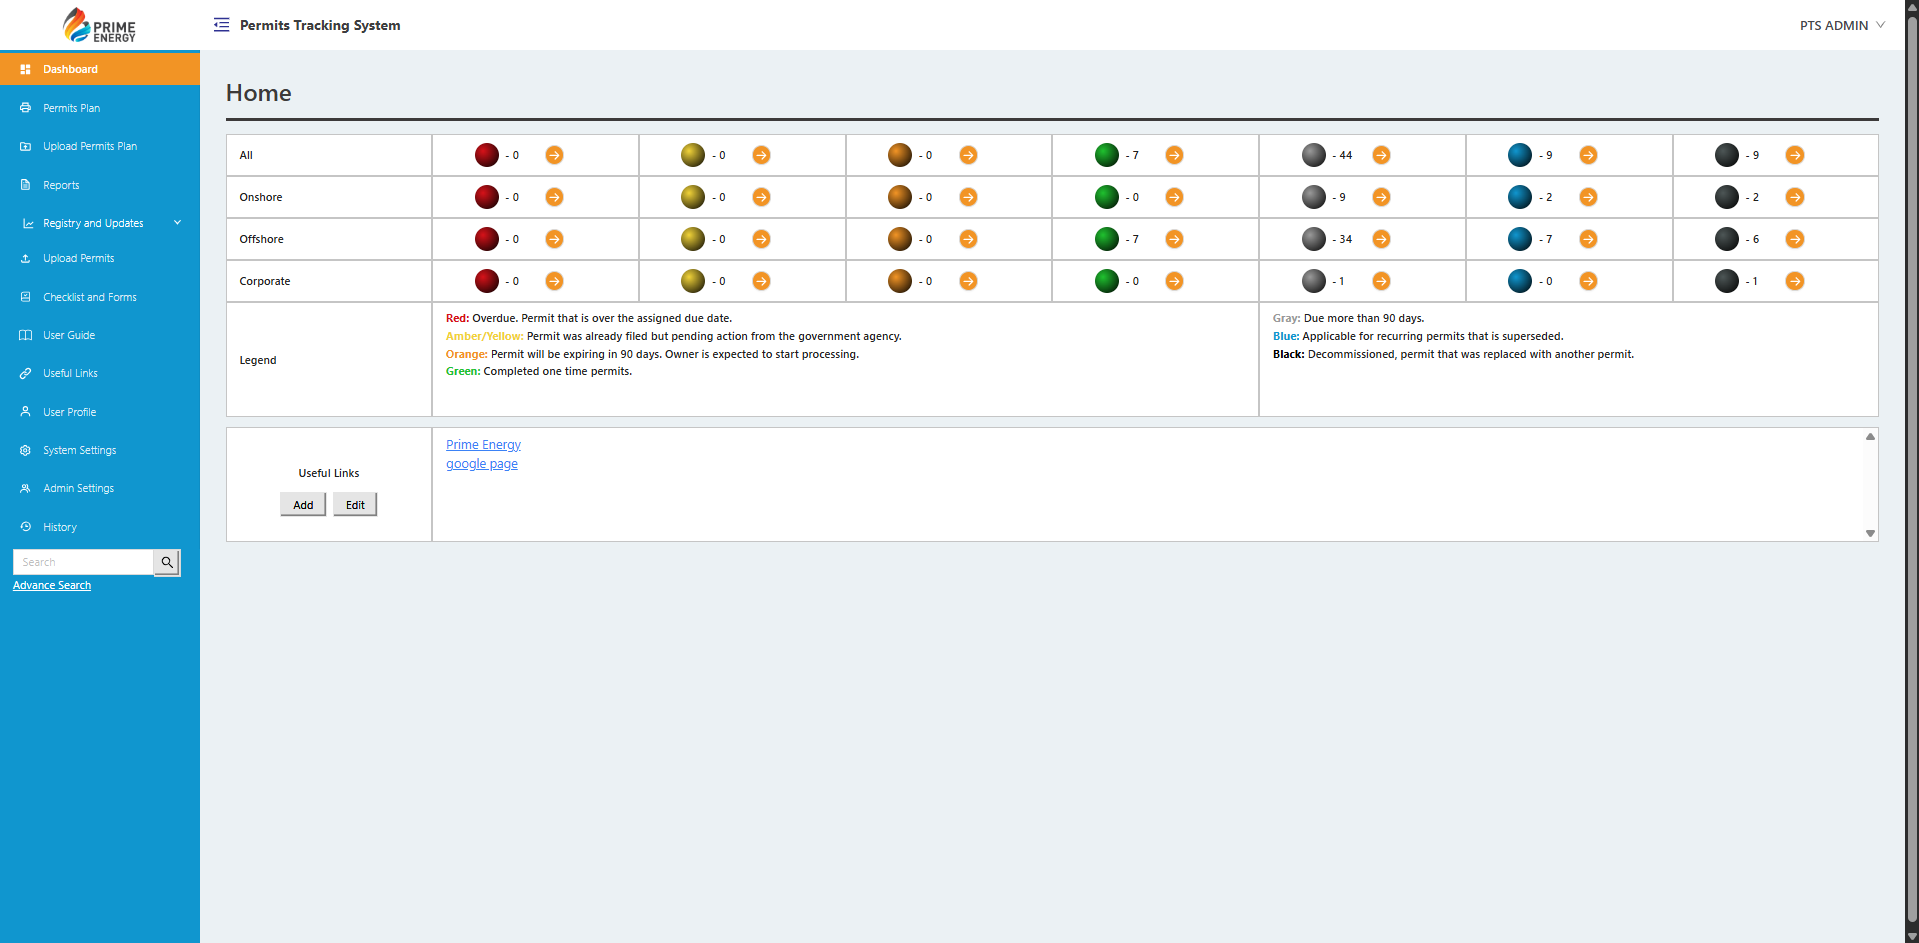 PRIME
ENERGY
Permits Tracking System
PTS ADMIN
Dashboard
Permits Plan
Upload Permits Plan
Reports
Registry and Updates
Upload Permits
Checklist and Forms
User Guide
Useful Links
User Profile
System Settings
Admin Settings
History
Search
Advance Search
Home
All - 0 - 0 - 0 - 7 - 44 - 9 - 9
Onshore - 0 - 0 - 0 - 0 - 9 - 2 - 2
Offshore - 0 - 0 - 0 - 7 - 34 - 7 - 6
Corporate - 0 - 0 - 0 - 0 - 1 - 0 - 1
Legend
Red: Overdue. Permit that is over the assigned due date.
Amber/Yellow: Permit was already filed but pending action from the government agency.
Orange: Permit will be expiring in 90 days. Owner is expected to start processing.
Green: Completed one time permits.
Gray: Due more than 90 days.
Blue: Applicable for recurring permits that is superseded.
Black: Decommissioned, permit that was replaced with another permit.
Useful Links
Add Edit
Prime Energy
google page